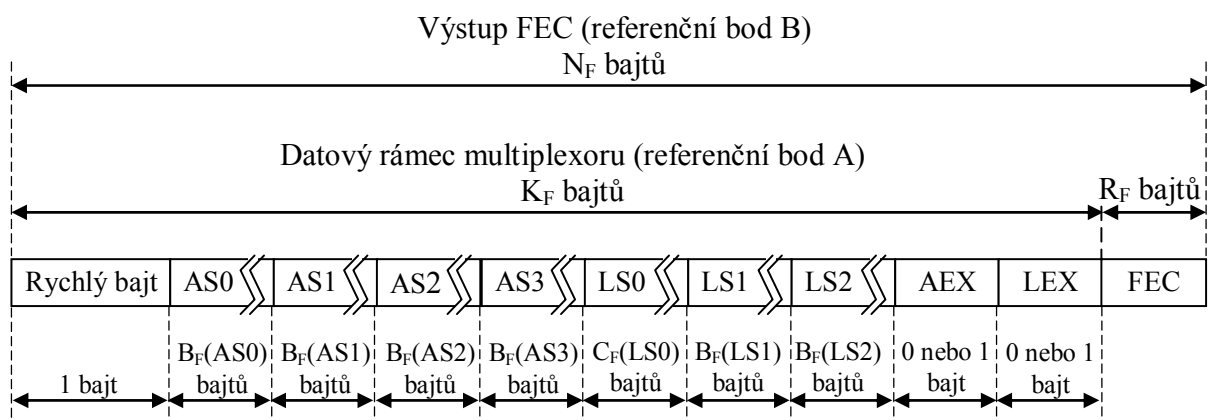 Výstup FEC (referenční bod B)
N_F bajtů
Datový rámec multiplexoru (referenční bod A)
K_F bajtů
R_F bajtů
Rychlý bajt AS0 AS1 AS2 AS3 LS0 LS1 LS2 AEX LEX FEC
B_F(AS0) B_F(AS1) B_F(AS2) B_F(AS3) C_F(LS0) B_F(LS1) B_F(LS2) 0 nebo 1 0 nebo 1
1 bajt bajtů bajtů bajtů bajtů bajtů bajtů bajtů bajt bajt